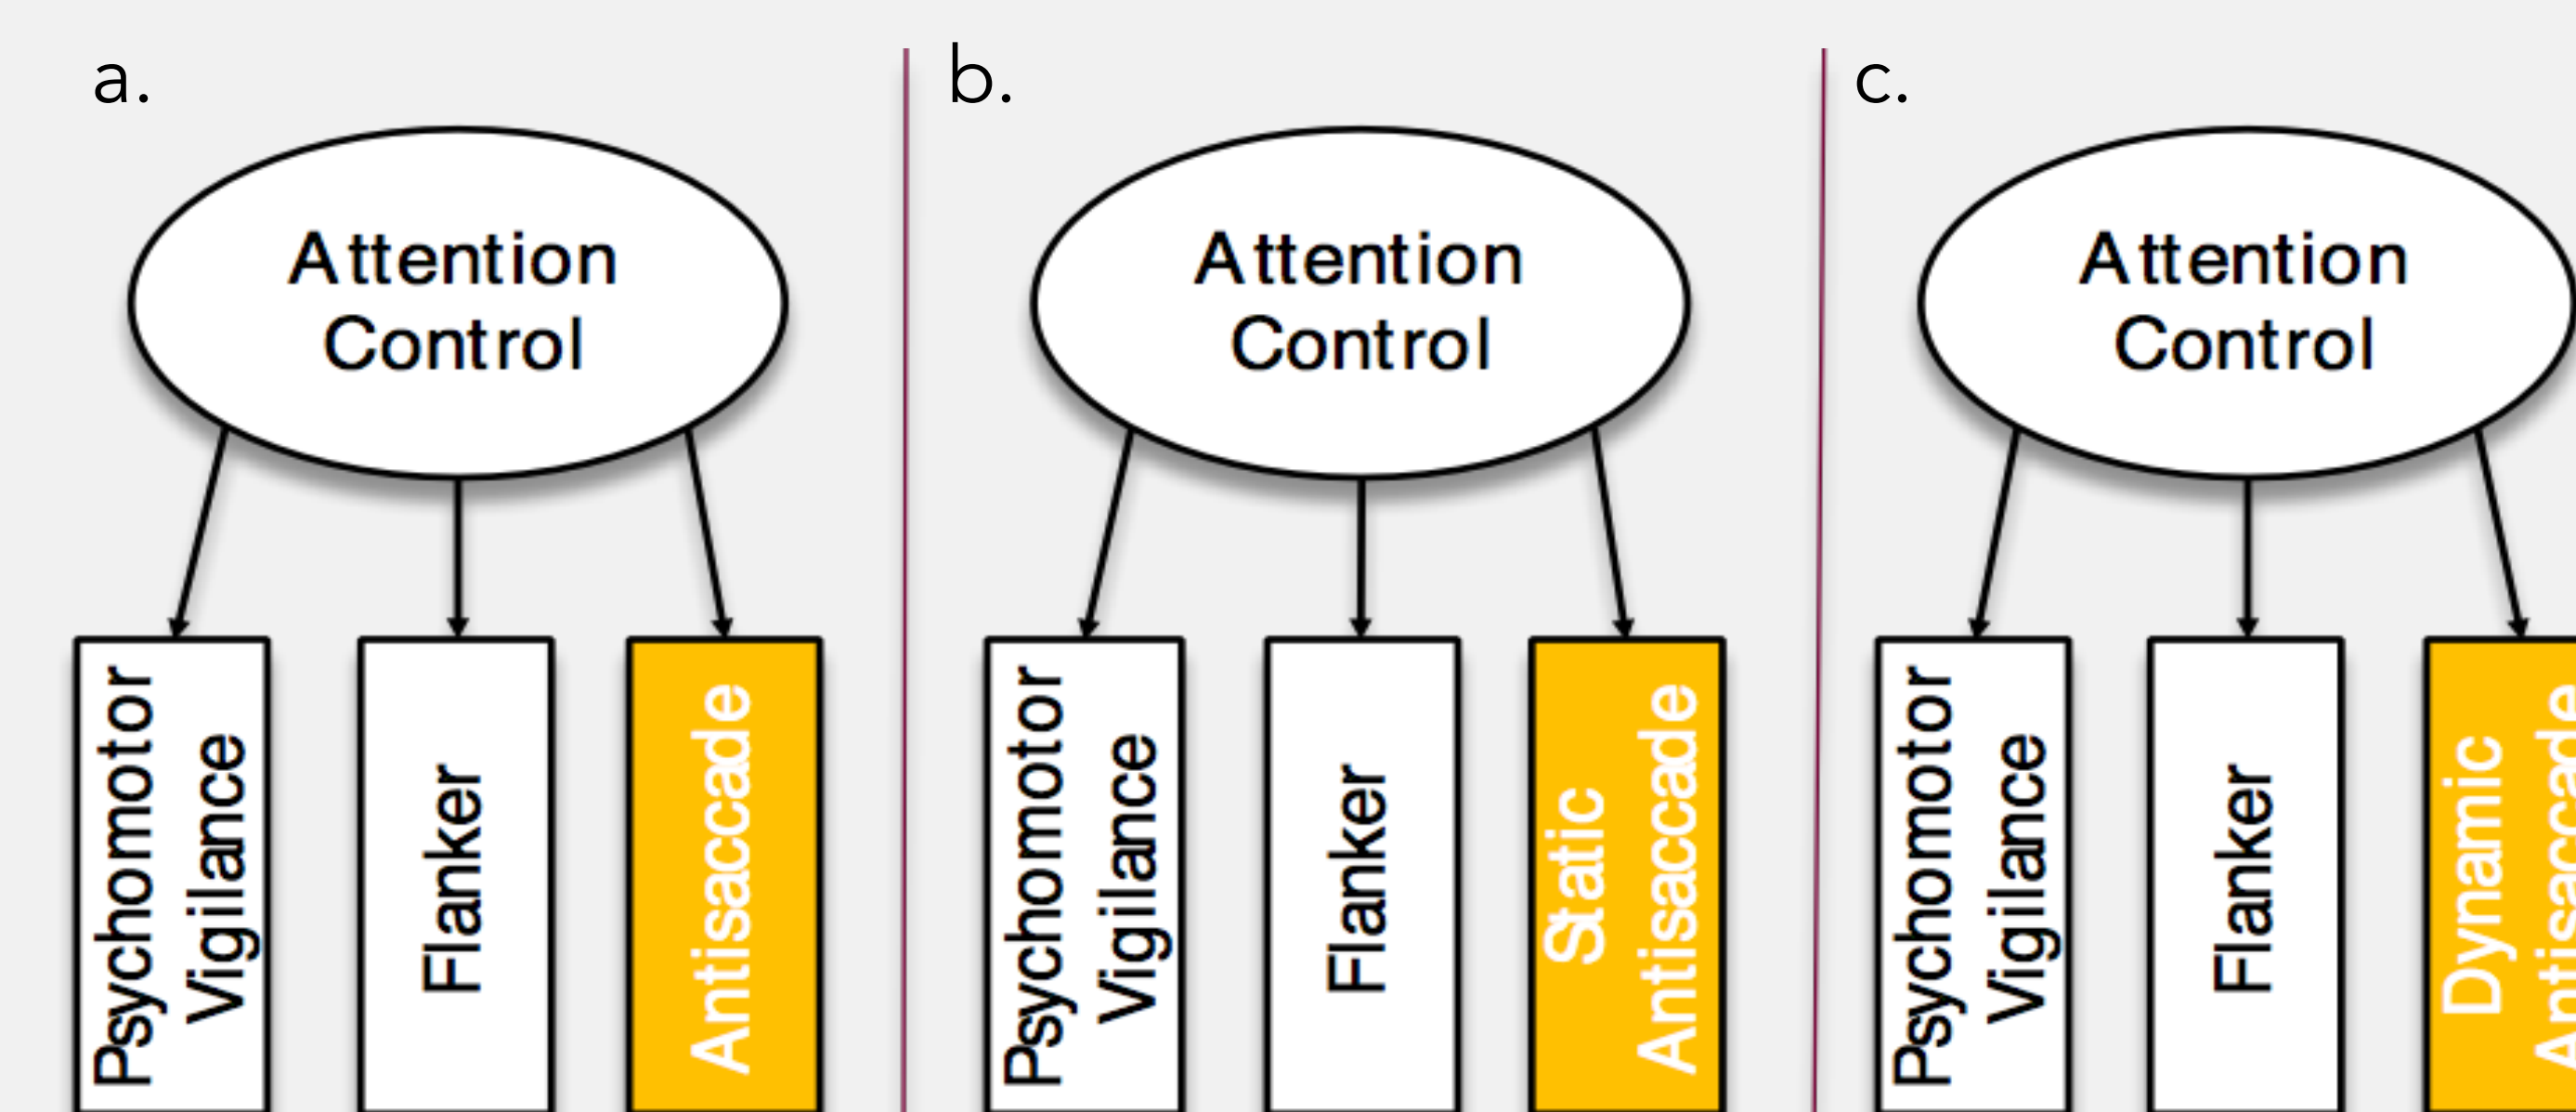 a.
Attention
Control
Psychomotor
Vigilance
Flanker
Antisaccade
b.
Attention
Control
Psychomotor
Vigilance
Flanker
Static
Antisaccade
c.
Attention
Control
Psychomotor
Vigilance
Flanker
Dynamic
Antisaccade